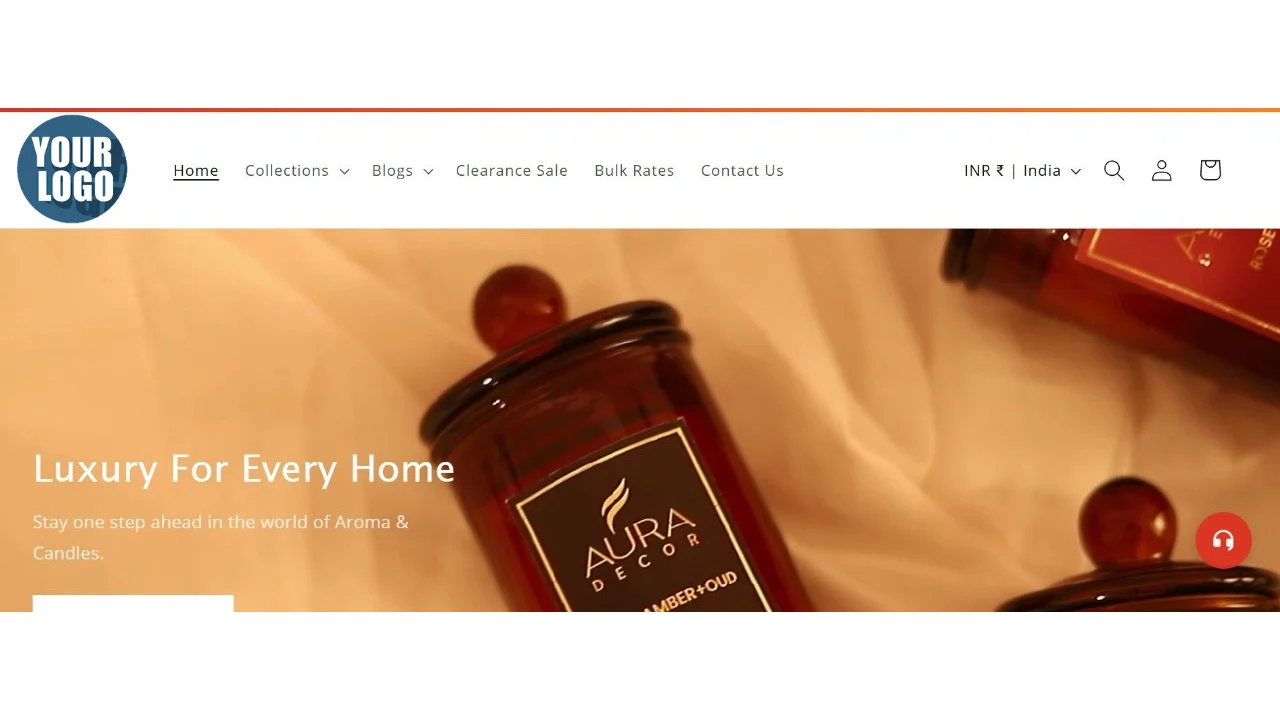 YOUR
LOGO
Home
Collections
Blogs
Clearance Sale
Bulk Rates
Contact Us
INR ₹ | India
ROSE
Luxury For Every Home
Stay one step ahead in the world of Aroma &
Candles.
AURA
DECOR
AMBER+OUD